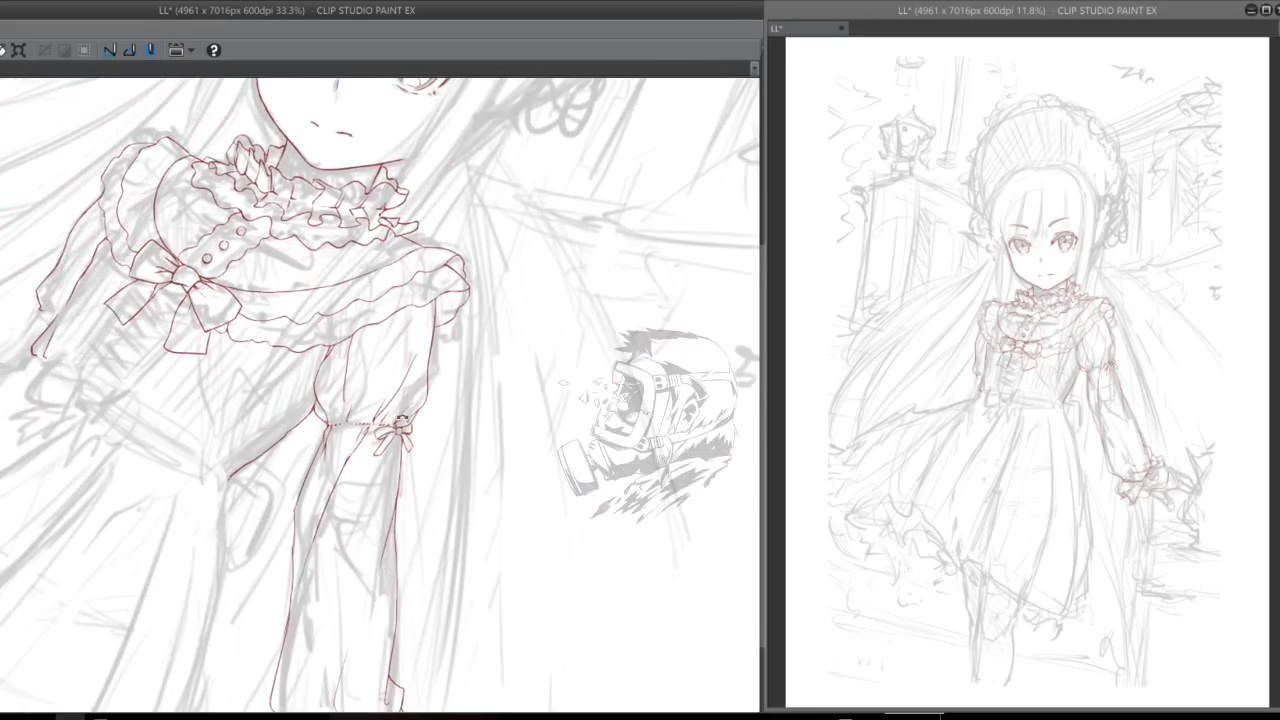 LL* (4961 x 7016px 600dpi 33.3%) - CLIP STUDIO PAINT EX
LL* (4961 x 7016px 600dpi 11.8%) - CLIP STUDIO PAINT EX
LL*